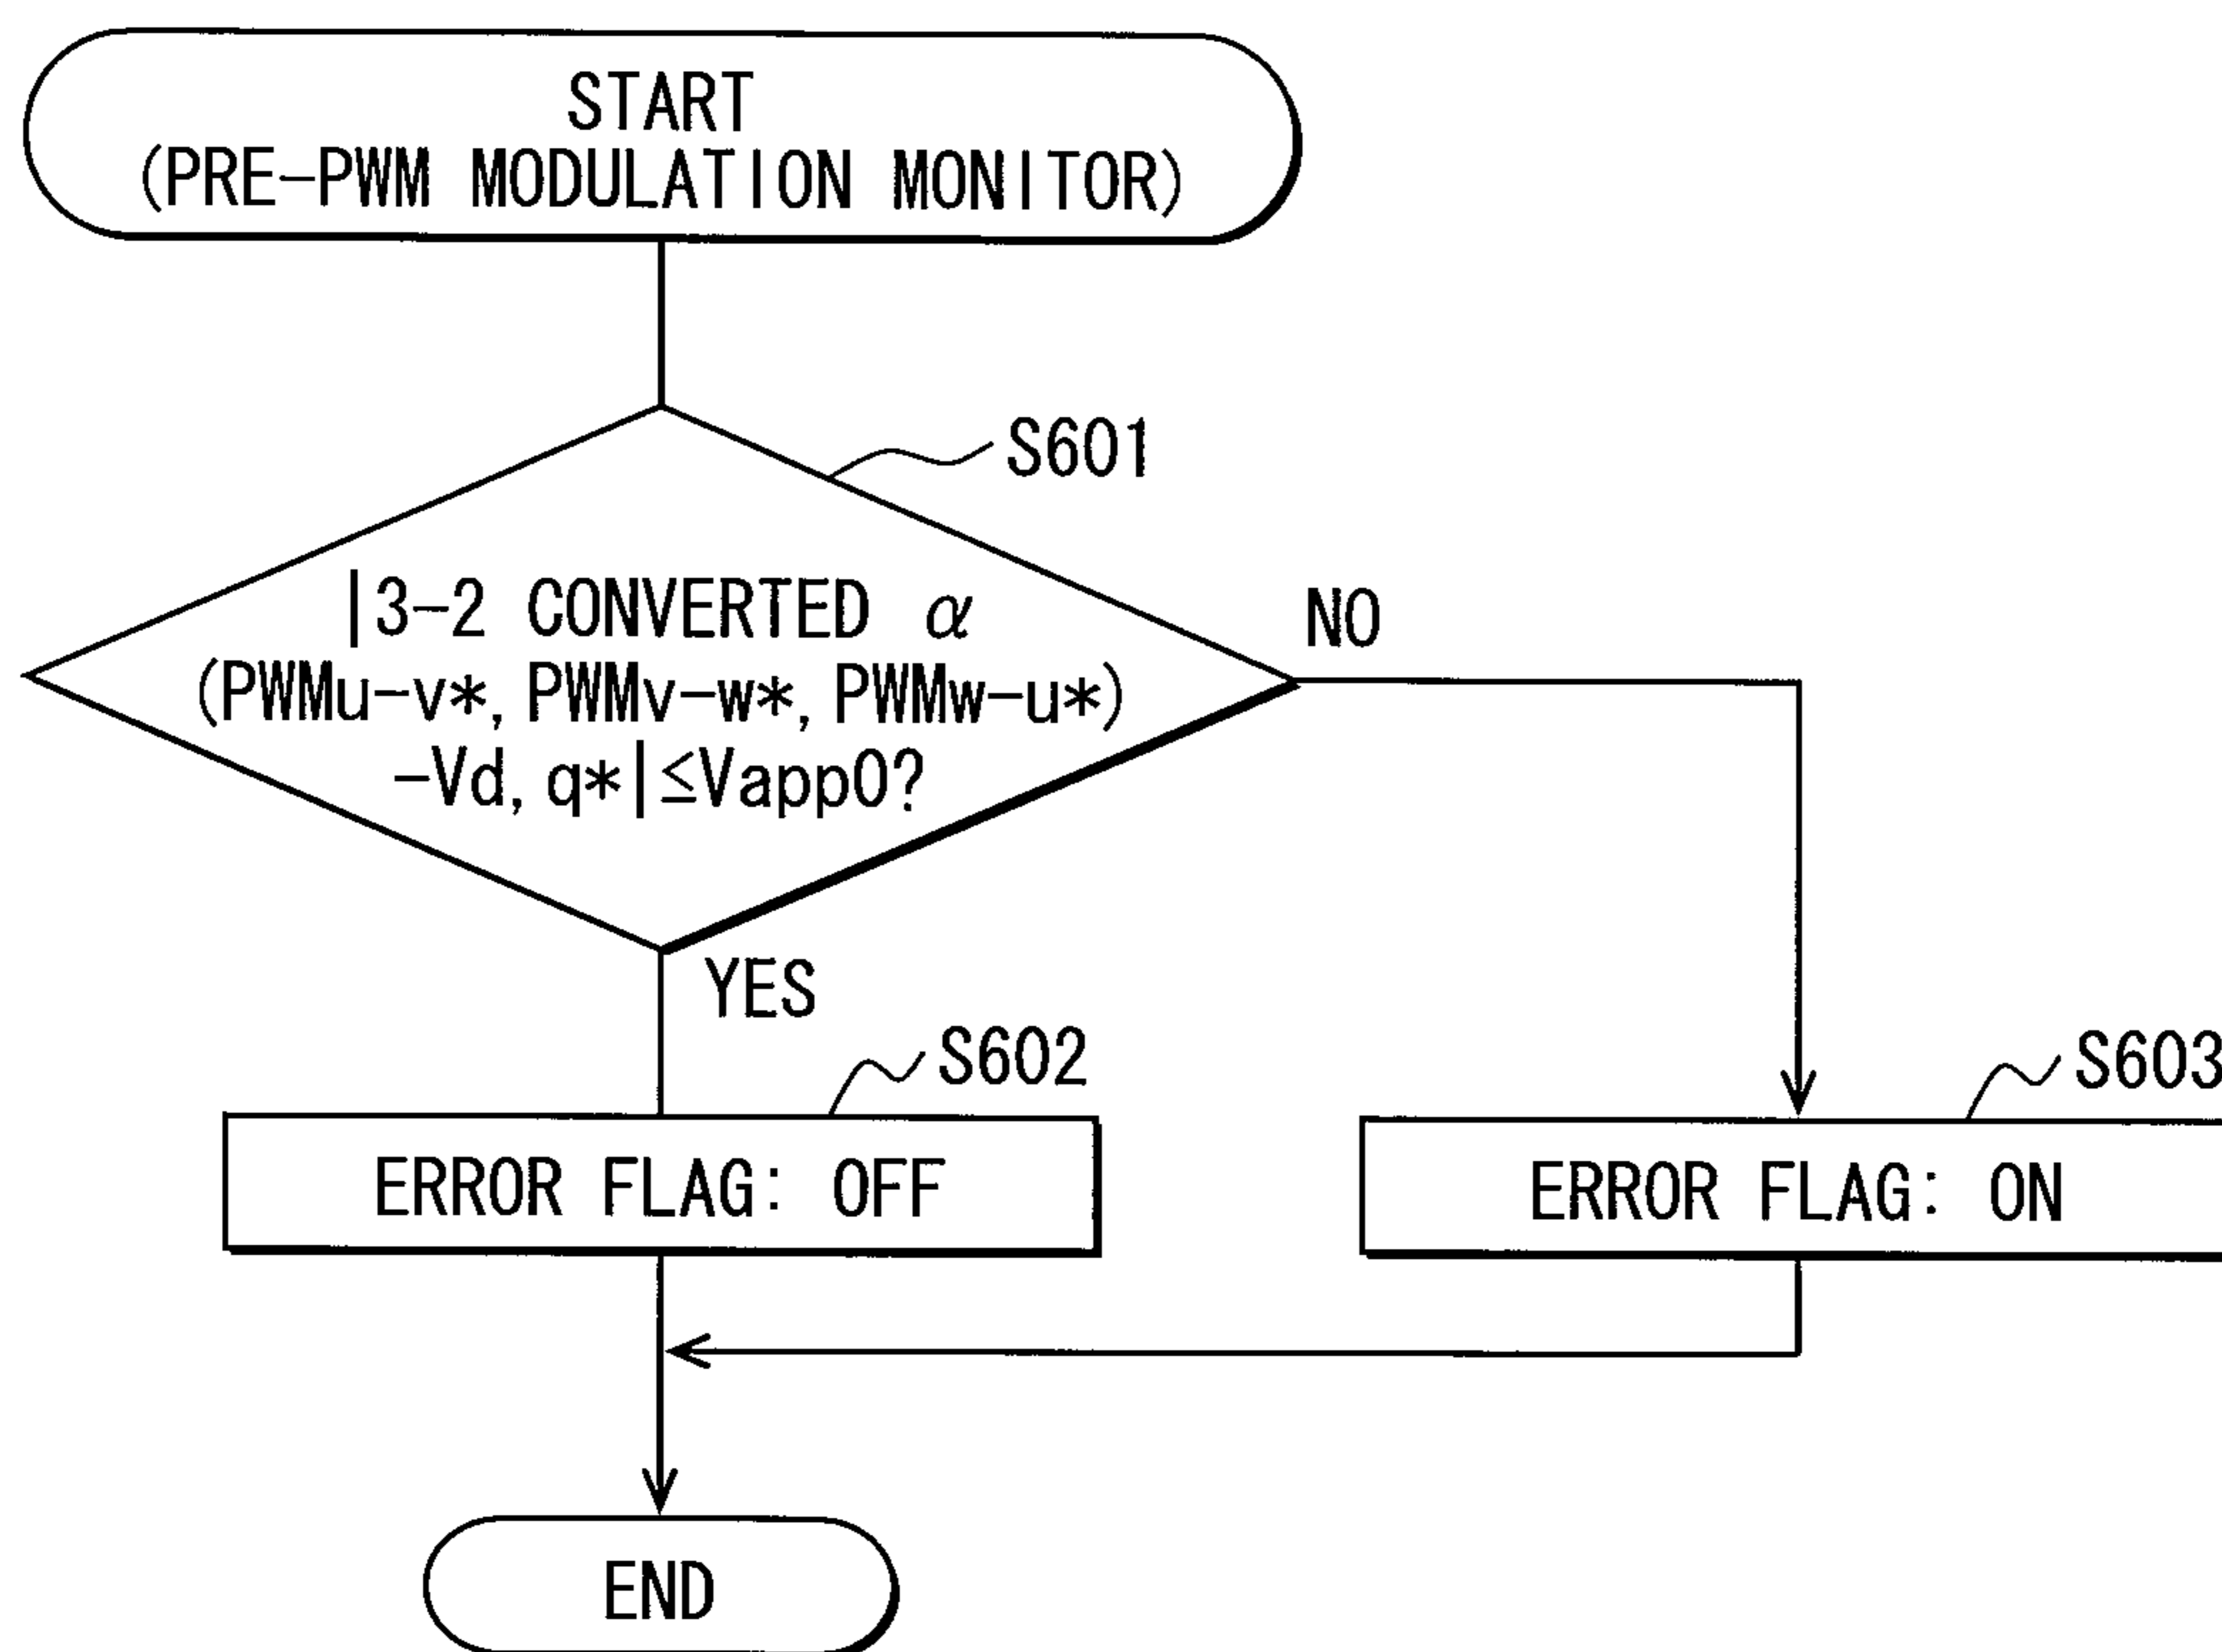 START
(PRE-PWM MODULATION MONITOR)
S601
|3-2 CONVERTED α
(PWMu-v*, PWMv-w*, PWMw-u*)
-Vd, q*|≤Vapp0?
NO
YES
S602
ERROR FLAG: OFF
S603
ERROR FLAG: ON
END